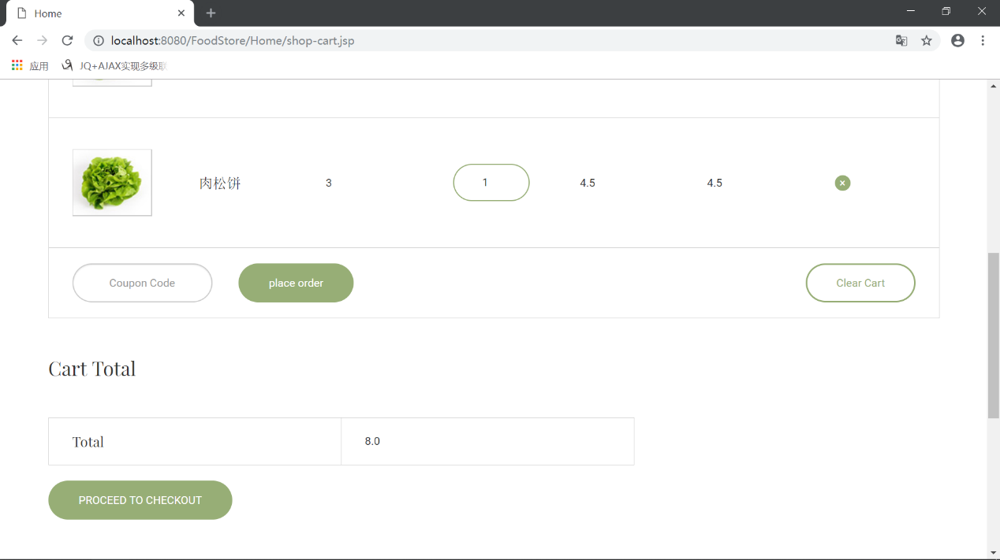 Home
localhost:8080/FoodStore/Home/shop-cart.jsp
应用 JQ+AJAX实现多级联
肉松饼 3 1 4.5 4.5
Coupon Code place order Clear Cart
Cart Total
Total 8.0
PROCEED TO CHECKOUT